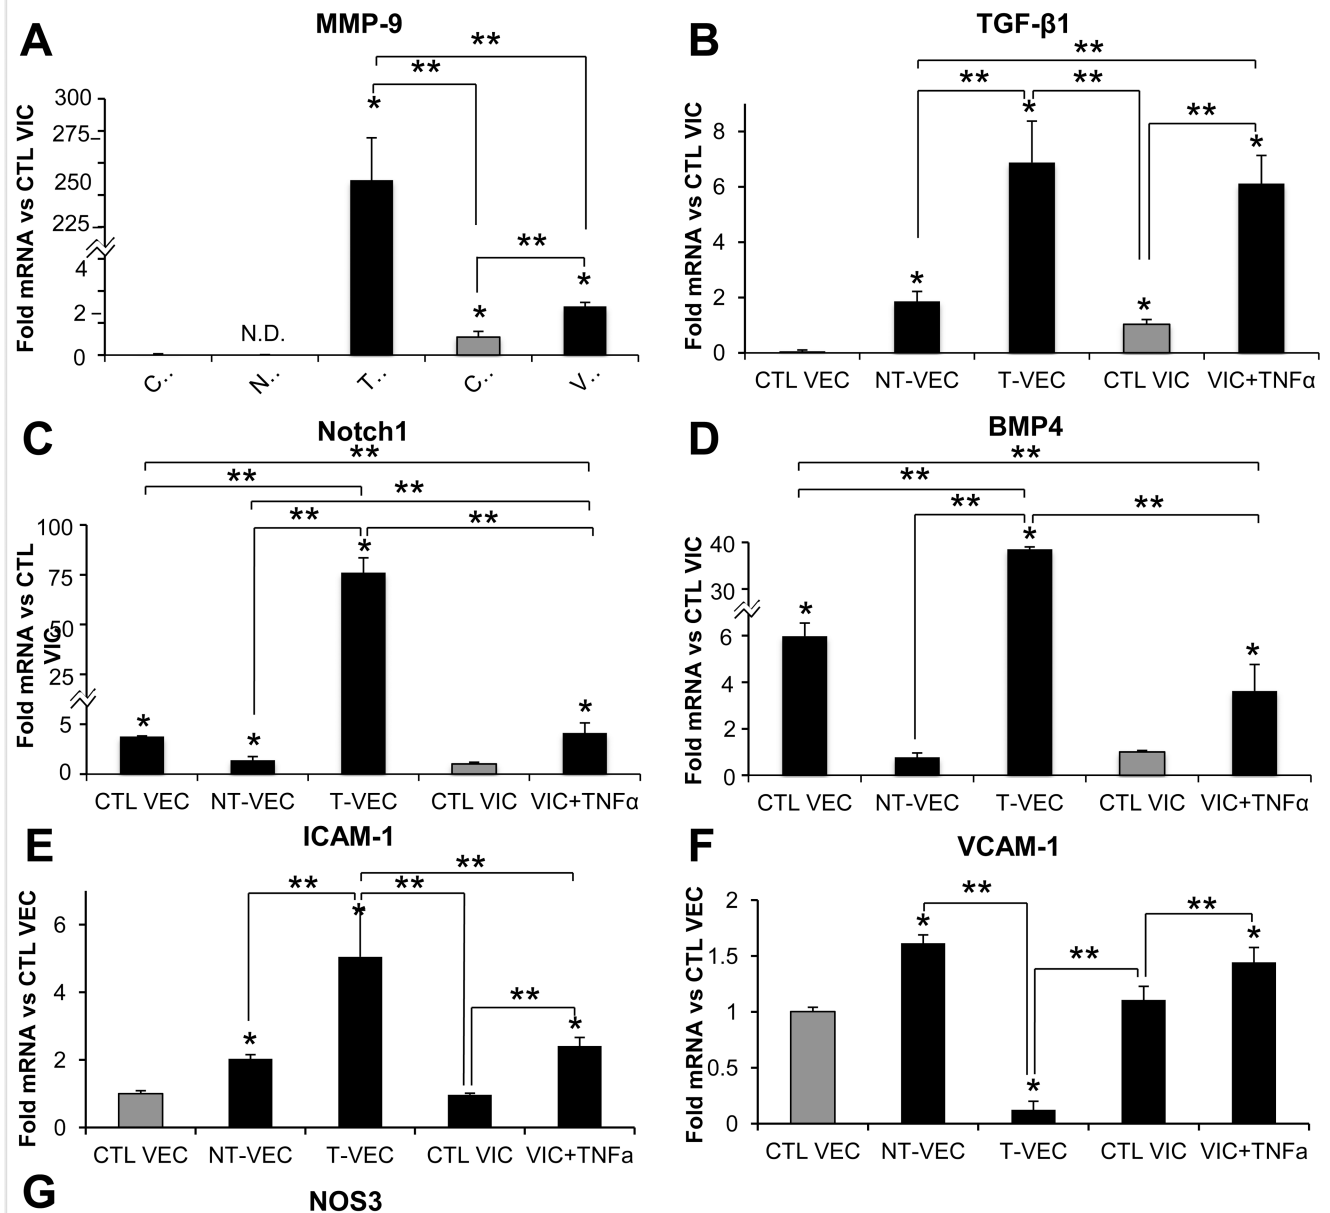 A
MMP-9
**
**
*
Fold mRNA vs CTL VIC
300
275
250
225
4
2
0
N.D.
**
*
*
C..
N..
T..
C..
V..
B
TGF-β1
**
**
**
**
*
*
*
*
Fold mRNA vs CTL VIC
8
6
4
2
0
CTL VEC
NT-VEC
T-VEC
CTL VIC
VIC+TNFα
C
Notch1
**
**
**
**
**
*
*
*
*
Fold mRNA vs CTL
VIC
100
75
50
25
5
0
CTL VEC
NT-VEC
T-VEC
CTL VIC
VIC+TNFα
D
BMP4
**
**
**
**
*
*
*
Fold mRNA vs CTL VIC
40
30
6
4
2
0
CTL VEC
NT-VEC
T-VEC
CTL VIC
VIC+TNFα
E
ICAM-1
**
**
**
**
*
*
*
Fold mRNA vs CTL VEC
6
4
2
0
CTL VEC
NT-VEC
T-VEC
CTL VIC
VIC+TNFa
F
VCAM-1
**
**
**
*
*
*
Fold mRNA vs CTL VEC
2
1.5
1
0.5
0
CTL VEC
NT-VEC
T-VEC
CTL VIC
VIC+TNFa
G
NOS3